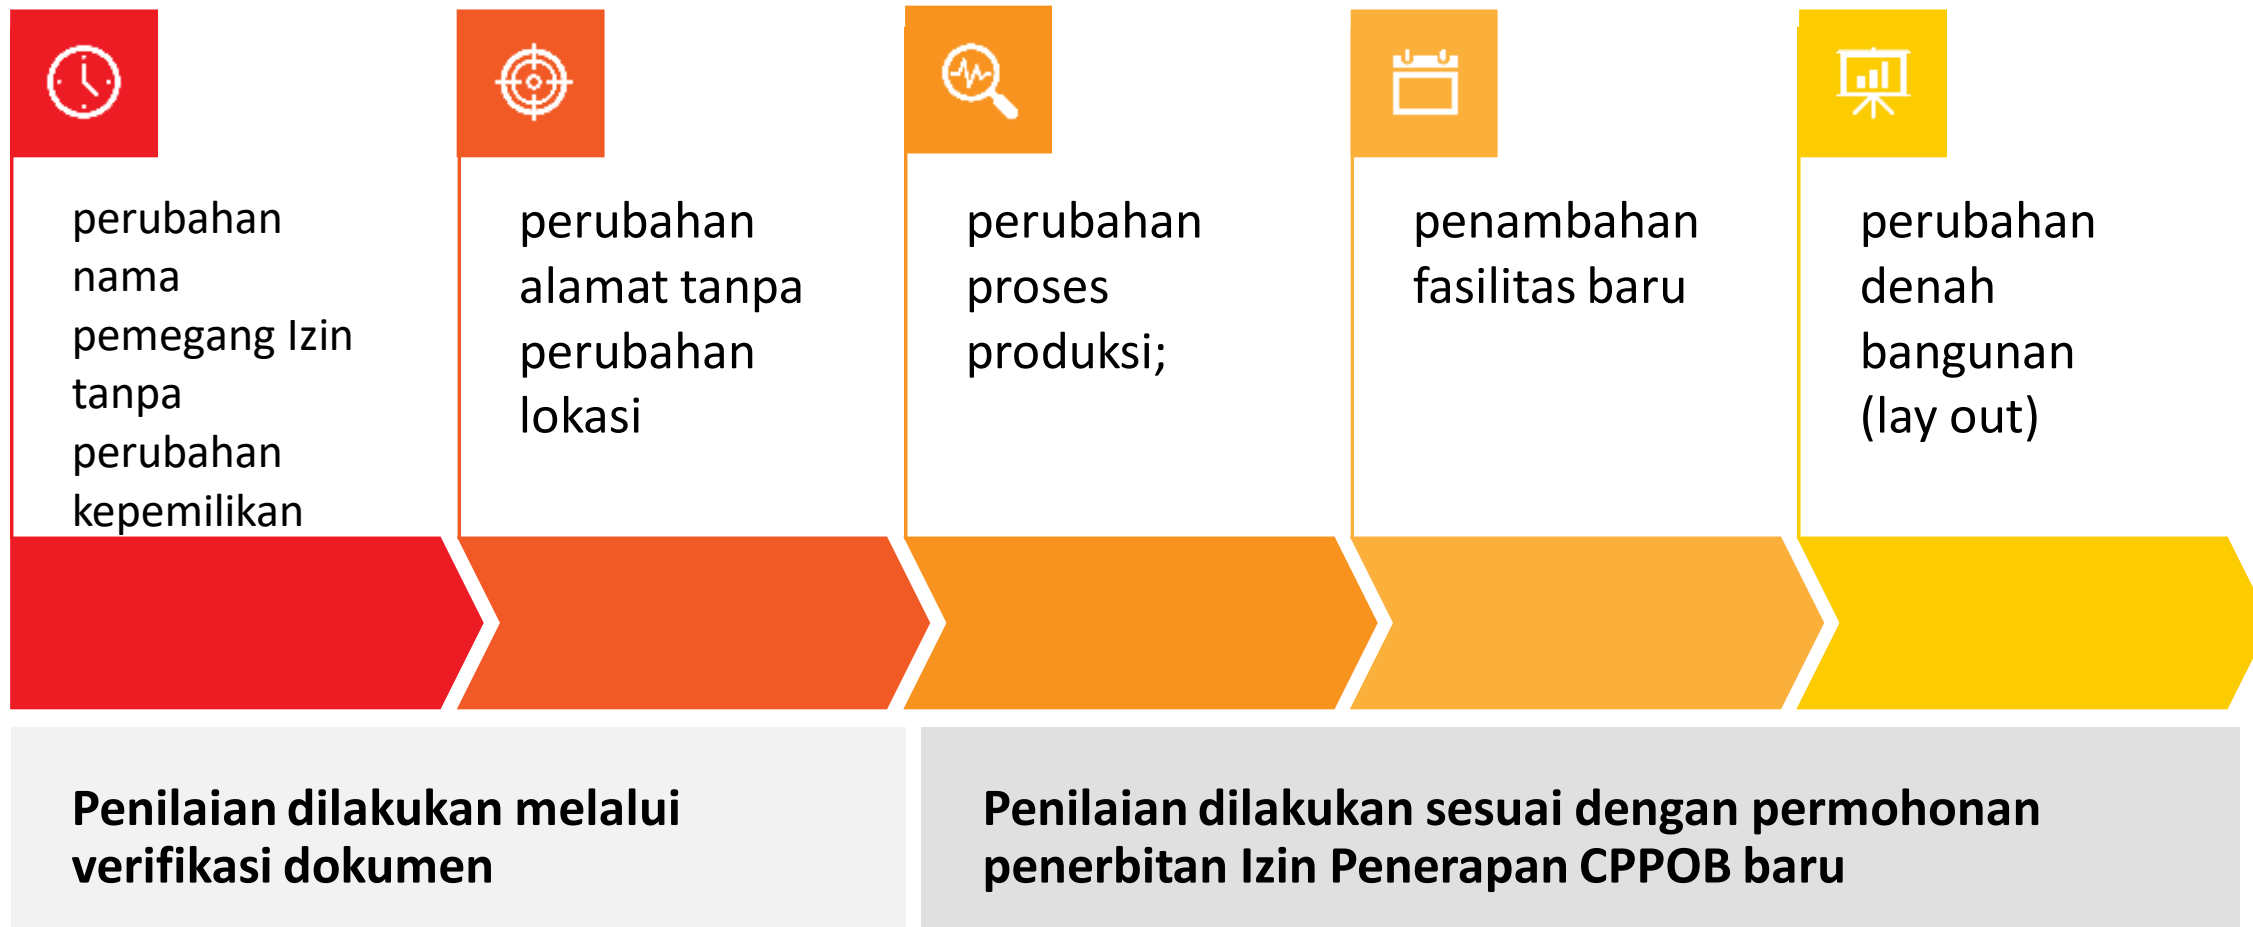 perubahan
nama
pemegang Izin
tanpa
perubahan
kepemilikan
perubahan
alamat tanpa
perubahan
lokasi
perubahan
proses
produksi;
penambahan
fasilitas baru
perubahan
denah
bangunan
(lay out)
Penilaian dilakukan melalui
verifikasi dokumen
Penilaian dilakukan sesuai dengan permohonan
penerbitan Izin Penerapan CPPOB baru